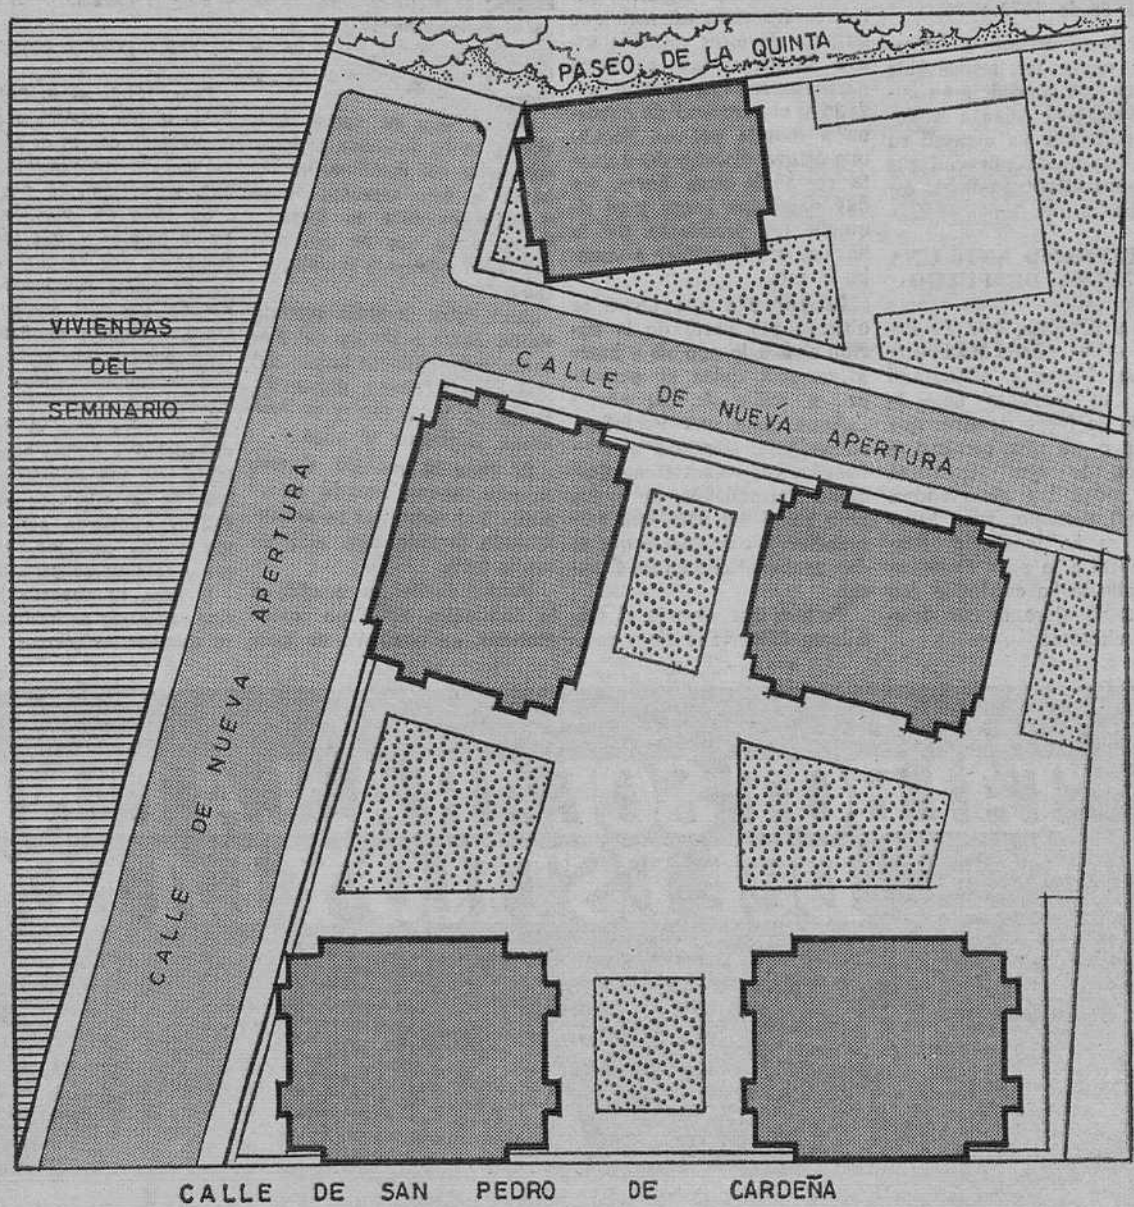 PASEO DE LA QUINTA
VIVIENDAS
DEL
SEMINARIO
CALLE DE NUEVA APERTURA
CALLE DE NUEVA APERTURA
CALLE DE SAN PEDRO DE CARDEÑA